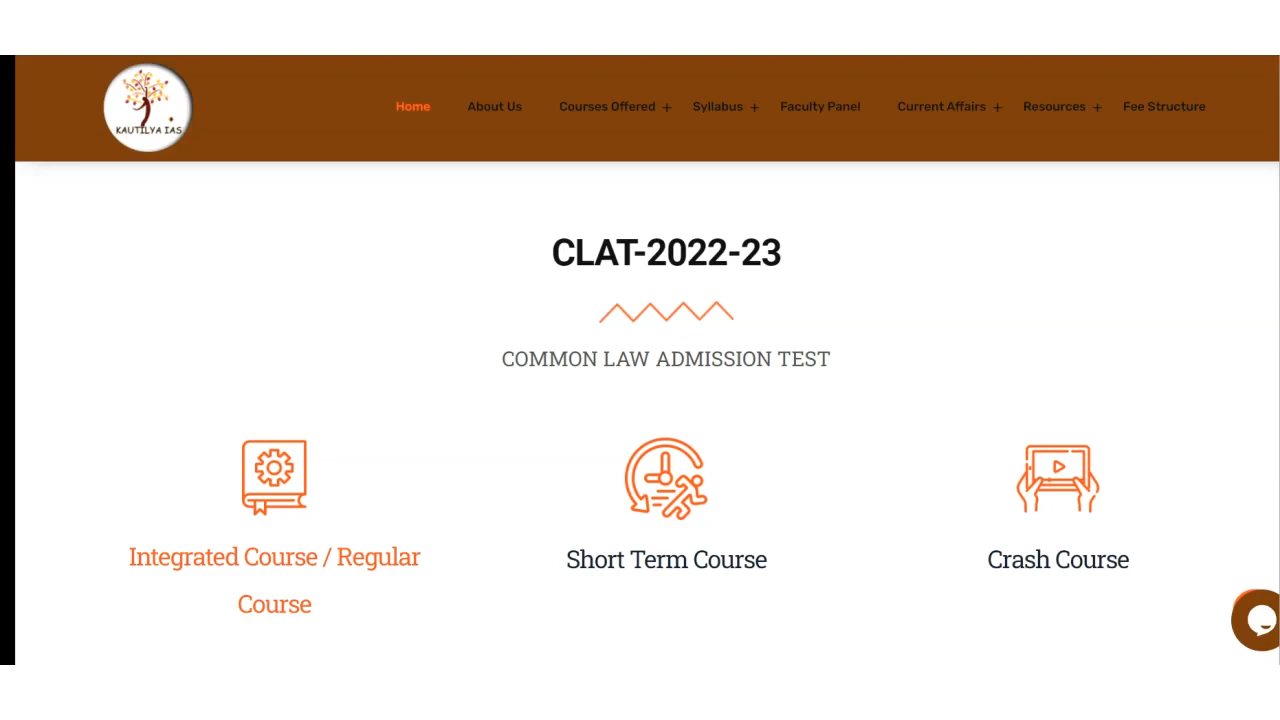 KAUTILYA IAS
Home About Us Courses Offered + Syllabus + Faculty Panel Current Affairs + Resources + Fee Structure
CLAT-2022-23
COMMON LAW ADMISSION TEST
Integrated Course / Regular
Course
Short Term Course
Crash Course